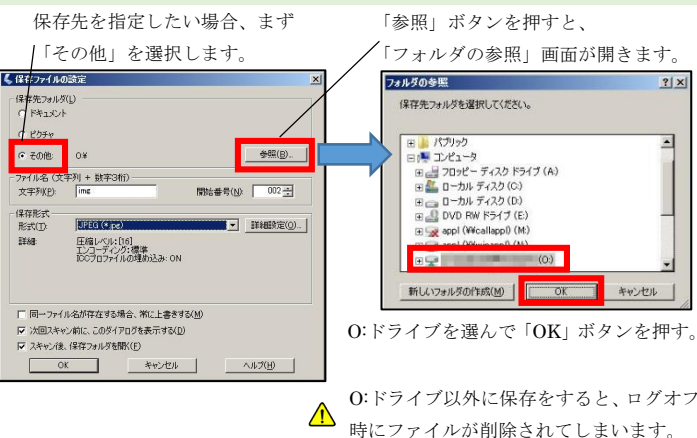 保存先を指定したい場合、まず
「その他」を選択します。
「参照」ボタンを押すと、
「フォルダの参照」画面が開きます。
保存ファイルの設定
保存先フォルダ(L)
ドキュメント
ピクチャ
その他: O:¥
参照(B)...
ファイル名 (文字列 + 数字3桁)
文字列(P): img
開始番号(N): 002
保存形式
形式(T): JPEG (*.jpg)
詳細設定(O)...
詳細: 圧縮レベル:[16]
エンコーディング:標準
ICCプロファイルの埋め込み: ON
同一ファイル名が存在する場合、常に上書きする(M)
次回スキャン前に、このダイアログを表示する(D)
スキャン後、保存フォルダを開く(F)
OK キャンセル ヘルプ(H)
フォルダの参照
保存先フォルダを選択してください。
パブリック
コンピュータ
フロッピー ディスク ドライブ (A:)
ローカル ディスク (C:)
ローカル ディスク (D:)
DVD RW ドライブ (E:)
appl (¥¥callappl) (M:)
(O:)
新しいフォルダの作成(M) OK キャンセル
O:ドライブを選んで「OK」ボタンを押す。
O:ドライブ以外に保存をすると、ログオフ
時にファイルが削除されてしまいます。